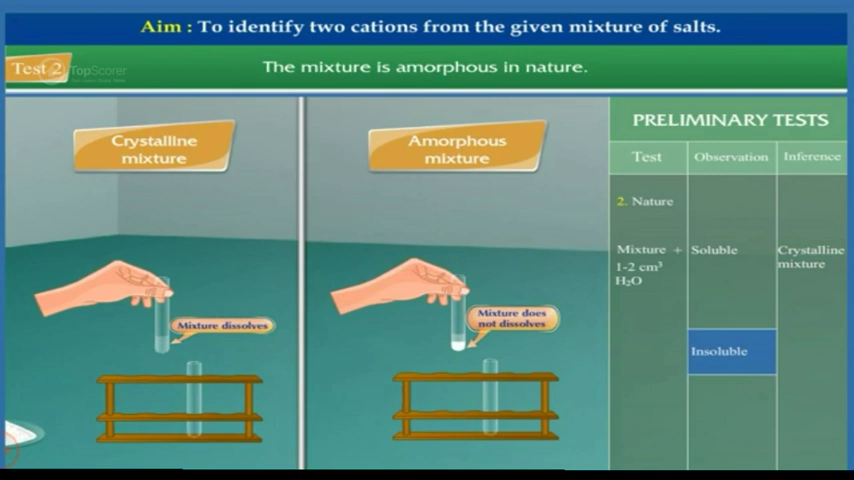 Aim : To identify two cations from the given mixture of salts.
Test 2
TopScorer
The mixture is amorphous in nature.
Crystalline
mixture
Amorphous
mixture
Mixture dissolves
Mixture does
not dissolves
PRELIMINARY TESTS
Test Observation Inference
2. Nature
Mixture + Soluble Crystalline
1-2 cm³ mixture
H₂O
Insoluble